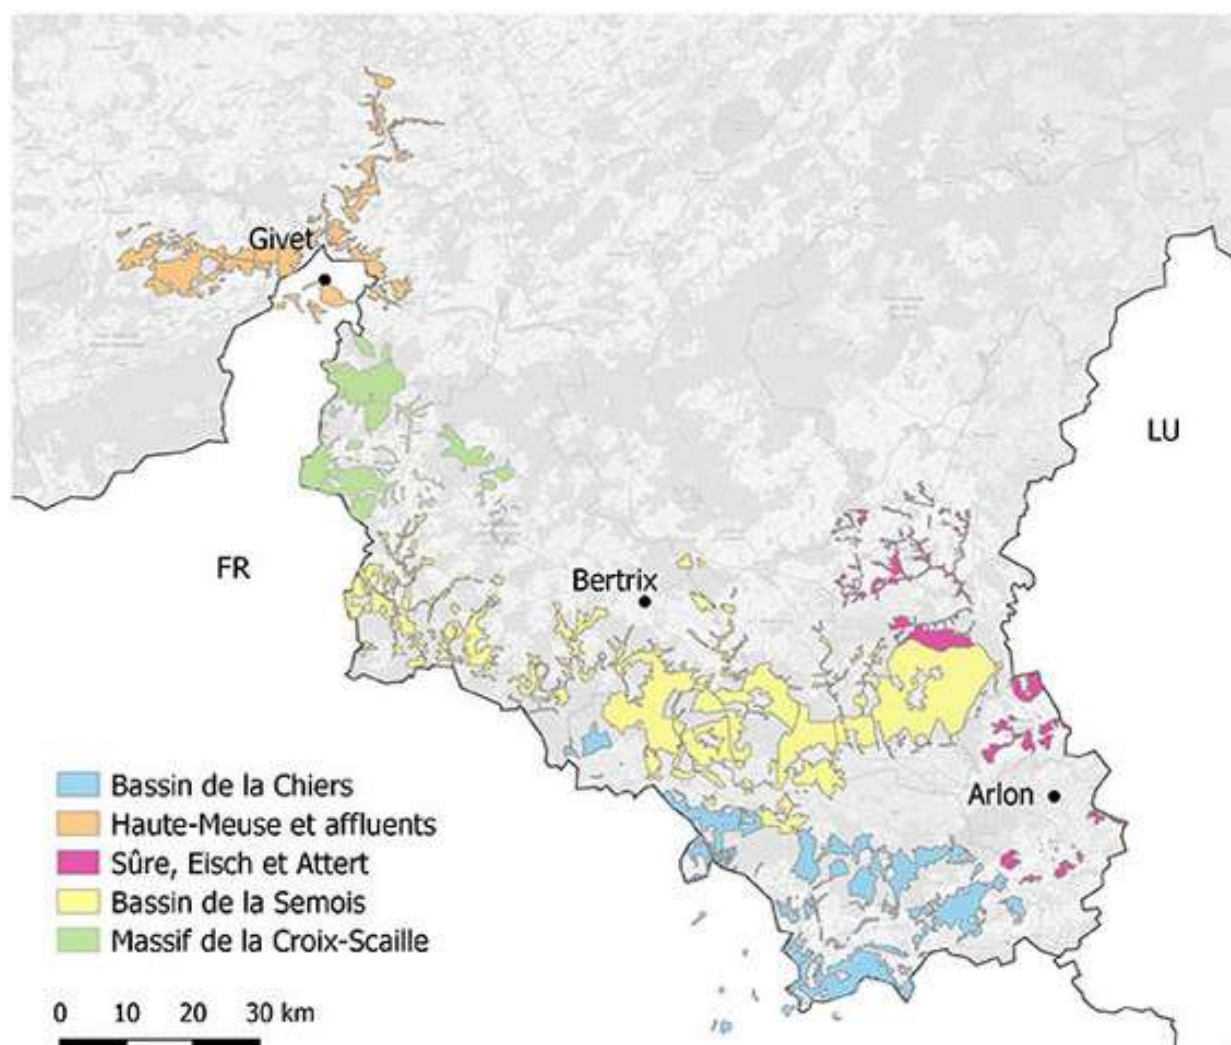 Givet
LU
FR
Bertrix
Arlon
Bassin de la Chiers
Haute-Meuse et affluents
Sûre, Eisch et Attert
Bassin de la Semois
Massif de la Croix-Scaille
0 10 20 30 km